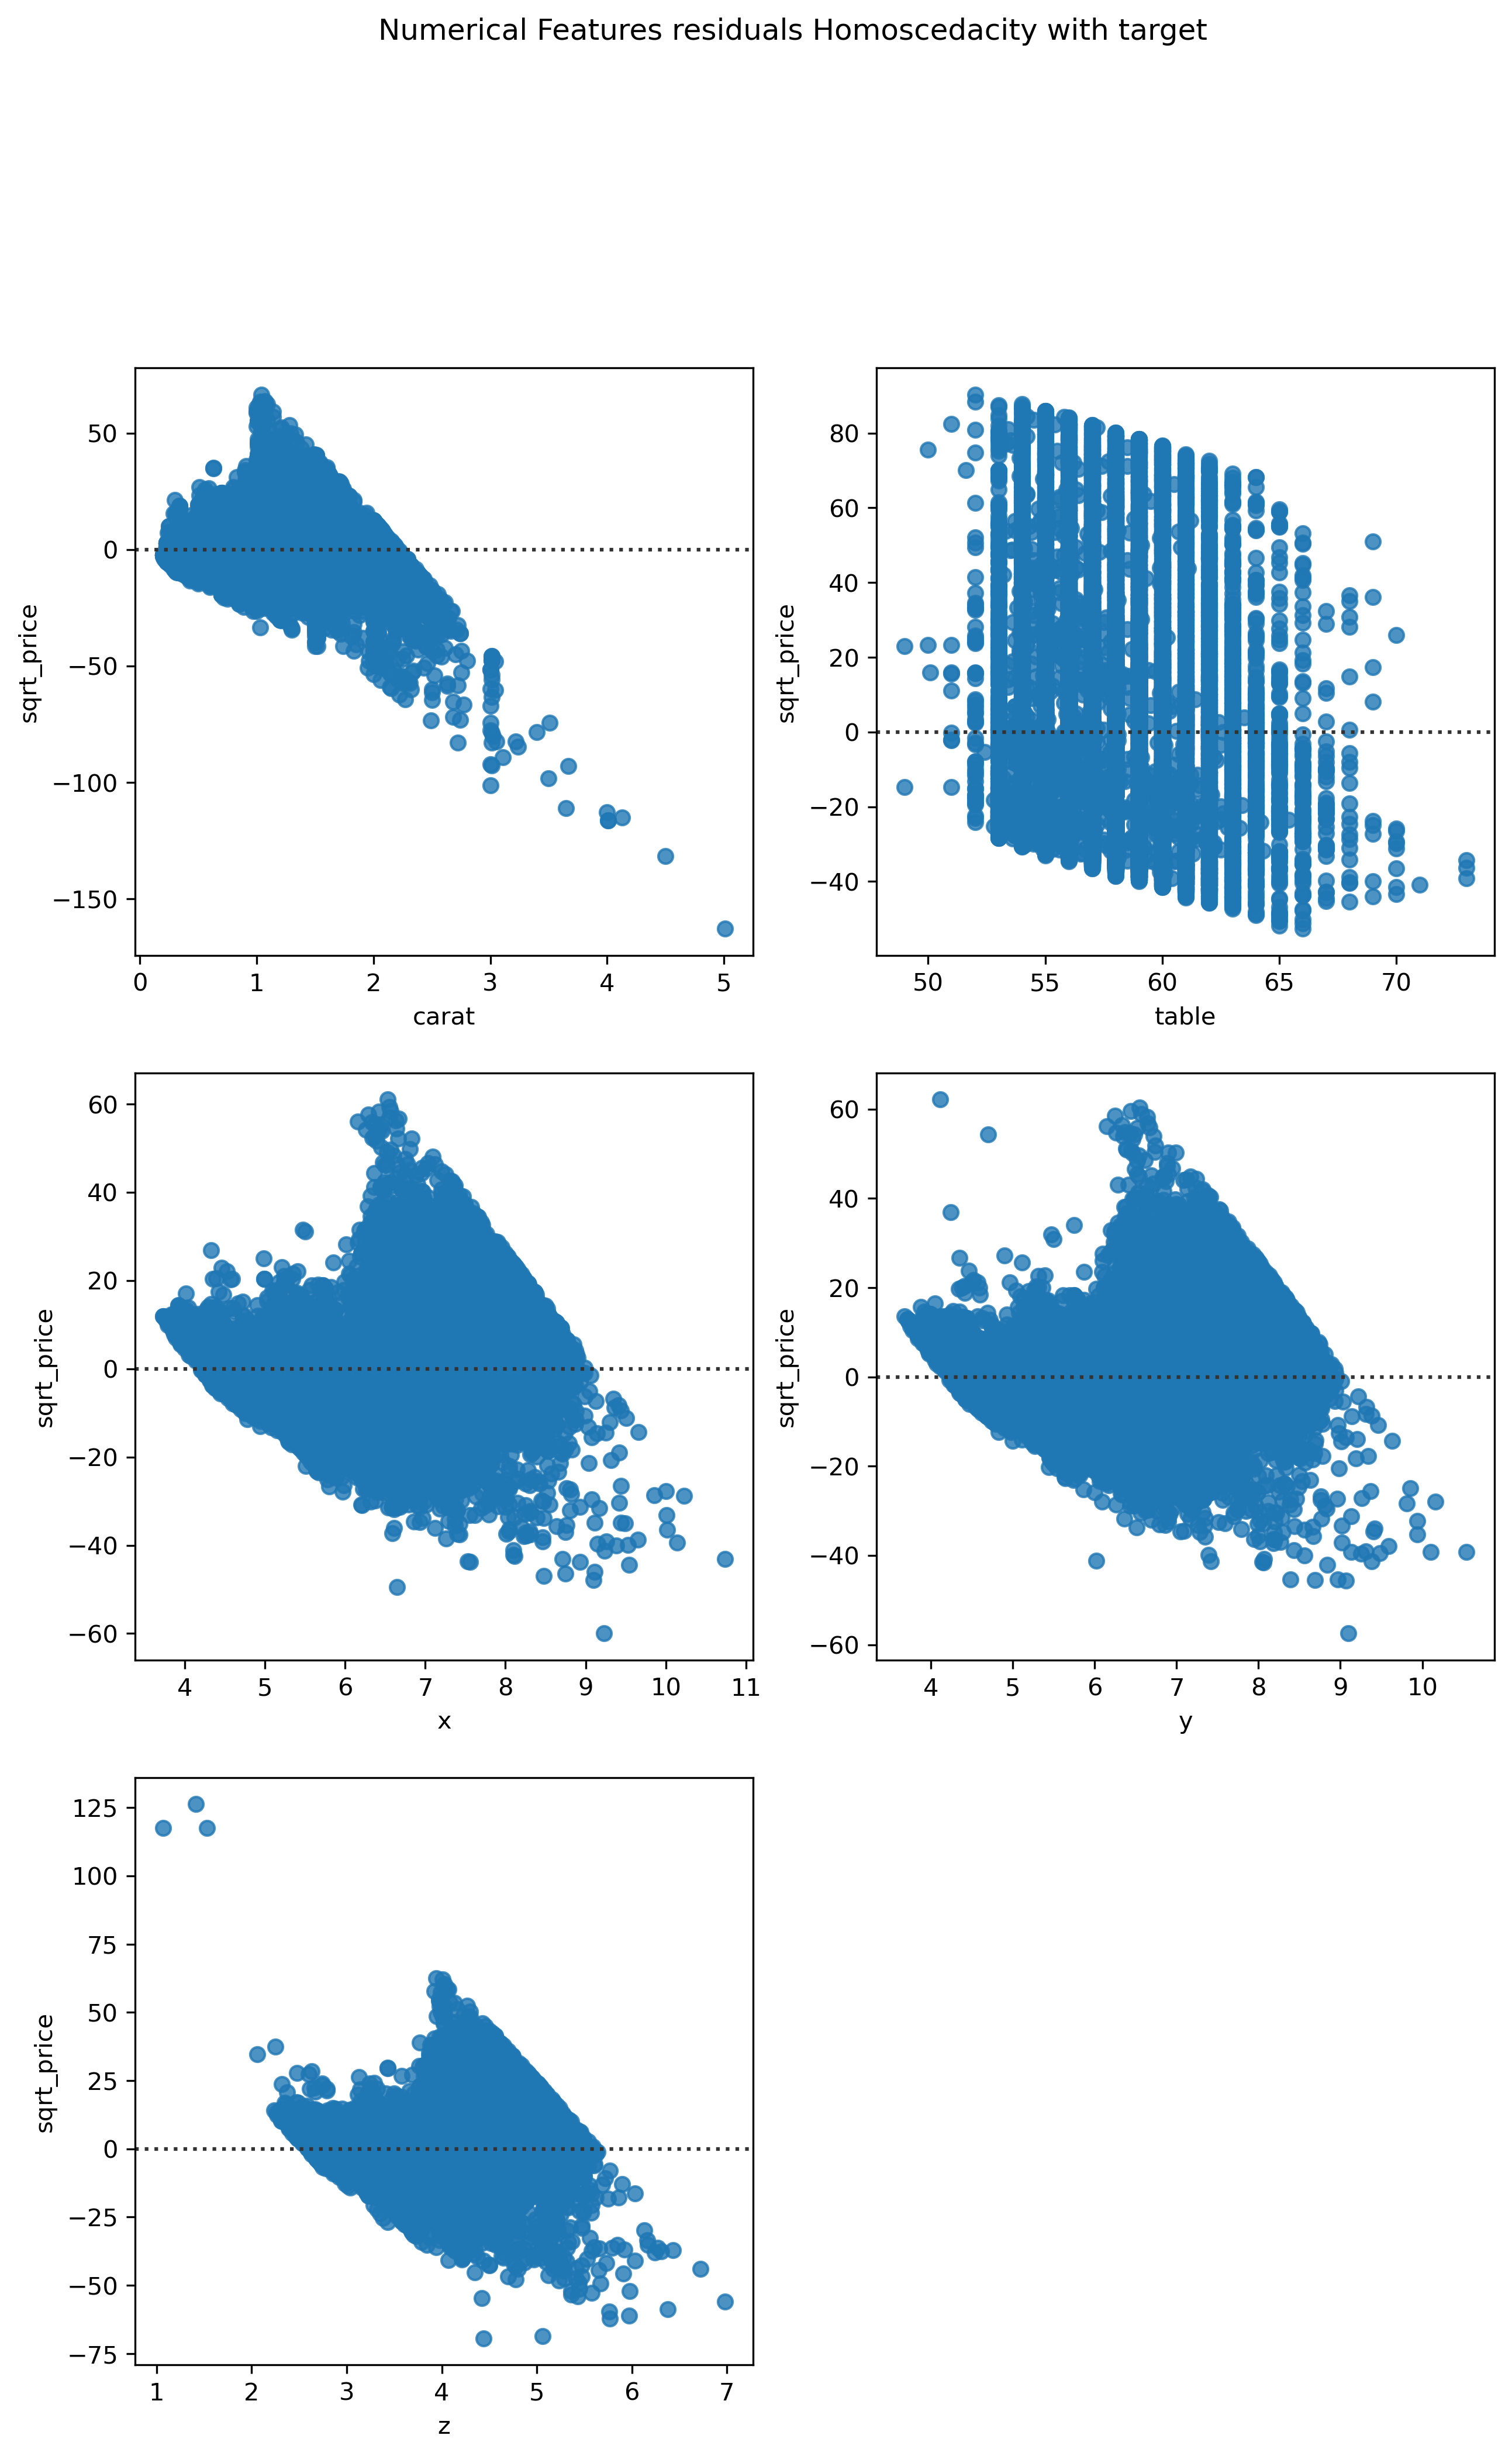 Numerical Features residuals Homoscedacity with target
sqrt_price
50
0
−50
−100
−150
0 1 2 3 4 5
carat
sqrt_price
80
60
40
20
0
−20
−40
50 55 60 65 70
table
sqrt_price
60
40
20
0
−20
−40
−60
4 5 6 7 8 9 10 11
x
sqrt_price
60
40
20
0
−20
−40
−60
4 5 6 7 8 9 10
y
sqrt_price
125
100
75
50
25
0
−25
−50
−75
1 2 3 4 5 6 7
z